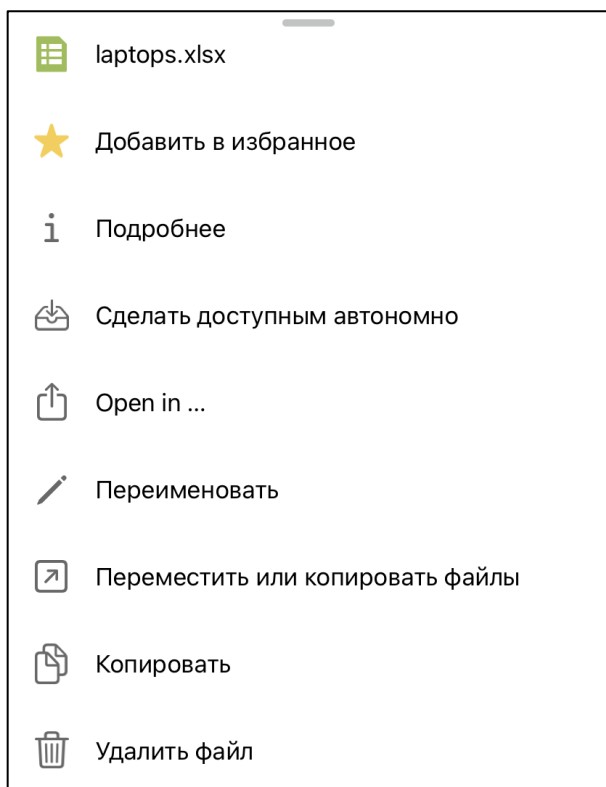 laptops.xlsx
Добавить в избранное
Подробнее
Сделать доступным автономно
Open in ...
Переименовать
Переместить или копировать файлы
Копировать
Удалить файл